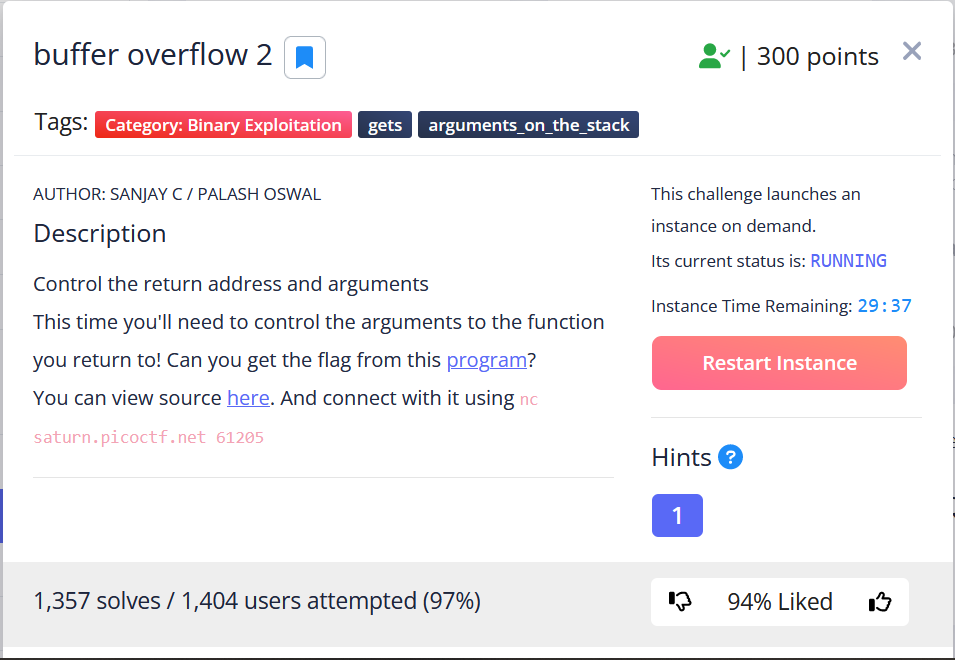 buffer overflow 2
| 300 points
Tags: Category: Binary Exploitation gets arguments_on_the_stack
AUTHOR: SANJAY C / PALASH OSWAL
Description
Control the return address and arguments
This time you'll need to control the arguments to the function
you return to! Can you get the flag from this program?
You can view source here. And connect with it using nc
saturn.picoctf.net 61205
This challenge launches an
instance on demand.
Its current status is: RUNNING
Instance Time Remaining: 29:37
Restart Instance
Hints ?
1
1,357 solves / 1,404 users attempted (97%)
94% Liked